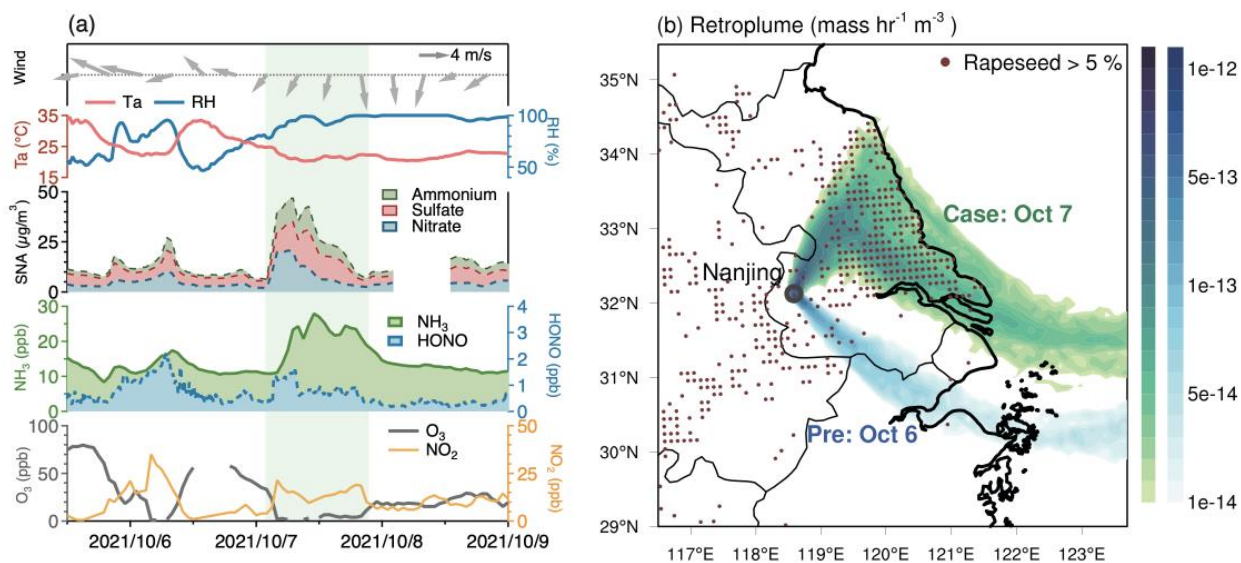 (a)
4 m/s
Wind
Ta RH
35
25
15
Ta (°C)
100
50
RH (%)
50
25
0
SNA (µg/m³)
Ammonium
Sulfate
Nitrate
30
20
10
0
NH₃ (ppb)
4
3
2
1
0
HONO (ppb)
NH₃
HONO
100
50
0
O₃ (ppb)
50
25
0
NO₂ (ppb)
O₃
NO₂
2021/10/6 2021/10/7 2021/10/8 2021/10/9
(b) Retroplume (mass hr⁻¹ m⁻³)
Rapeseed > 5 %
35°N
34°N
33°N
32°N
31°N
30°N
29°N
Case: Oct 7
Nanjing
Pre: Oct 6
117°E 118°E 119°E 120°E 121°E 122°E 123°E
1e-12
5e-13
1e-13
5e-14
1e-14